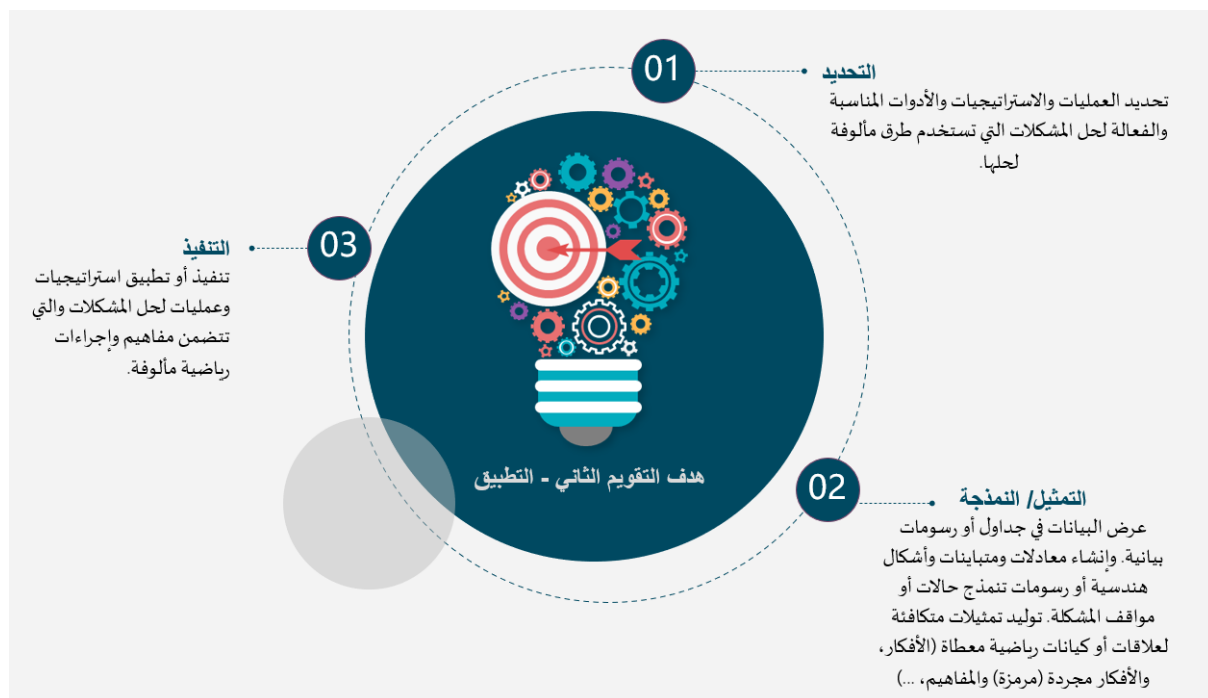 01
التحديد
تحديد العمليات والاستراتيجيات والأدوات المناسبة
والفعالة لحل المشكلات التي تستخدم طرق مألوفة
لحلها.
02
التمثيل/ النمذجة
عرض البيانات في جداول أو رسومات
بيانية. وإنشاء معادلات ومتباينات وأشكال
هندسية أو رسومات تنمذج حالات أو
مواقف المشكلة. توليد تمثيلات متكافئة
لعلاقات أو كيانات رياضية معطاة (الأفكار،
والأفكار مجردة (مرمزة) والمفاهيم، ...)
03
التنفيذ
تنفيذ أو تطبيق استراتيجيات
وعمليات لحل المشكلات والتي
تتضمن مفاهيم وإجراءات
رياضية مألوفة.
هدف التقويم الثاني - التطبيق